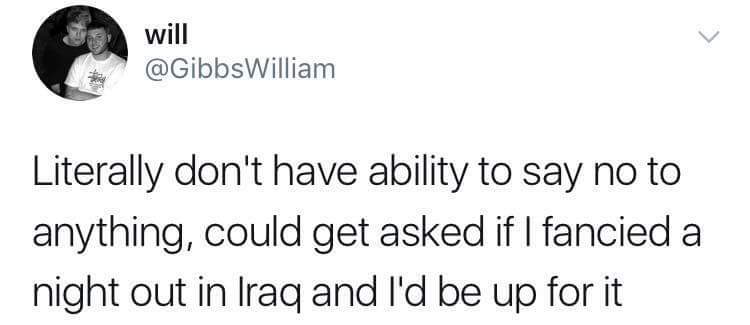 will
@GibbsWilliam
Literally don't have ability to say no to
anything, could get asked if I fancied a
night out in Iraq and I'd be up for it